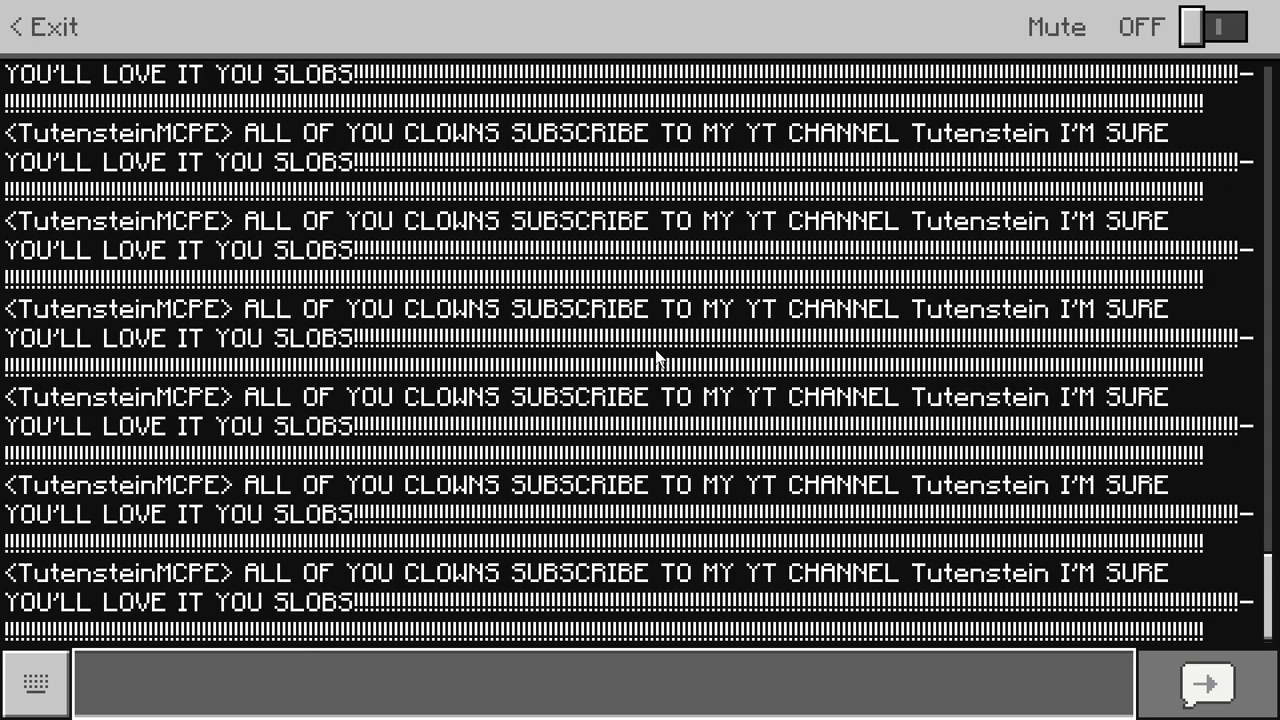 < Exit
Mute OFF
YOU'LL LOVE IT YOU SLOBS!!!!!!!!!!!!!!!!!!!!!!!!!!!!!!!!!!!!!!!!!!!!!!!!!!!!!!!!!!!!!!!!!!!!!!!!!!!!!!!!!!!!!!!!!!!!!!!!!!!!!!!!!!!!!!!!!!!!!!!!!!!!!!!!!!!!!!!!!!!!!!!!!!!!!!!!!!!!!!!!!!!!-
!!!!!!!!!!!!!!!!!!!!!!!!!!!!!!!!!!!!!!!!!!!!!!!!!!!!!!!!!!!!!!!!!!!!!!!!!!!!!!!!!!!!!!!!!!!!!!!!!!!!!!!!!!!!!!!!!!!!!!!!!!!!!!!!!!!!!!!!!!!!!!!!!!!!!!!!!!!!!!!!!!!!
<TutensteinMCPE> ALL OF YOU CLOWNS SUBSCRIBE TO MY YT CHANNEL Tutenstein I'M SURE
YOU'LL LOVE IT YOU SLOBS!!!!!!!!!!!!!!!!!!!!!!!!!!!!!!!!!!!!!!!!!!!!!!!!!!!!!!!!!!!!!!!!!!!!!!!!!!!!!!!!!!!!!!!!!!!!!!!!!!!!!!!!!!!!!!!!!!!!!!!!!!!!!!!!!!!!!!!!!!!!!!!!!!!!!!!!!!!!!!!!!!!!-
!!!!!!!!!!!!!!!!!!!!!!!!!!!!!!!!!!!!!!!!!!!!!!!!!!!!!!!!!!!!!!!!!!!!!!!!!!!!!!!!!!!!!!!!!!!!!!!!!!!!!!!!!!!!!!!!!!!!!!!!!!!!!!!!!!!!!!!!!!!!!!!!!!!!!!!!!!!!!!!!!!!!
<TutensteinMCPE> ALL OF YOU CLOWNS SUBSCRIBE TO MY YT CHANNEL Tutenstein I'M SURE
YOU'LL LOVE IT YOU SLOBS!!!!!!!!!!!!!!!!!!!!!!!!!!!!!!!!!!!!!!!!!!!!!!!!!!!!!!!!!!!!!!!!!!!!!!!!!!!!!!!!!!!!!!!!!!!!!!!!!!!!!!!!!!!!!!!!!!!!!!!!!!!!!!!!!!!!!!!!!!!!!!!!!!!!!!!!!!!!!!!!!!!!-
!!!!!!!!!!!!!!!!!!!!!!!!!!!!!!!!!!!!!!!!!!!!!!!!!!!!!!!!!!!!!!!!!!!!!!!!!!!!!!!!!!!!!!!!!!!!!!!!!!!!!!!!!!!!!!!!!!!!!!!!!!!!!!!!!!!!!!!!!!!!!!!!!!!!!!!!!!!!!!!!!!!!
<TutensteinMCPE> ALL OF YOU CLOWNS SUBSCRIBE TO MY YT CHANNEL Tutenstein I'M SURE
YOU'LL LOVE IT YOU SLOBS!!!!!!!!!!!!!!!!!!!!!!!!!!!!!!!!!!!!!!!!!!!!!!!!!!!!!!!!!!!!!!!!!!!!!!!!!!!!!!!!!!!!!!!!!!!!!!!!!!!!!!!!!!!!!!!!!!!!!!!!!!!!!!!!!!!!!!!!!!!!!!!!!!!!!!!!!!!!!!!!!!!!-
!!!!!!!!!!!!!!!!!!!!!!!!!!!!!!!!!!!!!!!!!!!!!!!!!!!!!!!!!!!!!!!!!!!!!!!!!!!!!!!!!!!!!!!!!!!!!!!!!!!!!!!!!!!!!!!!!!!!!!!!!!!!!!!!!!!!!!!!!!!!!!!!!!!!!!!!!!!!!!!!!!!!
<TutensteinMCPE> ALL OF YOU CLOWNS SUBSCRIBE TO MY YT CHANNEL Tutenstein I'M SURE
YOU'LL LOVE IT YOU SLOBS!!!!!!!!!!!!!!!!!!!!!!!!!!!!!!!!!!!!!!!!!!!!!!!!!!!!!!!!!!!!!!!!!!!!!!!!!!!!!!!!!!!!!!!!!!!!!!!!!!!!!!!!!!!!!!!!!!!!!!!!!!!!!!!!!!!!!!!!!!!!!!!!!!!!!!!!!!!!!!!!!!!!-
!!!!!!!!!!!!!!!!!!!!!!!!!!!!!!!!!!!!!!!!!!!!!!!!!!!!!!!!!!!!!!!!!!!!!!!!!!!!!!!!!!!!!!!!!!!!!!!!!!!!!!!!!!!!!!!!!!!!!!!!!!!!!!!!!!!!!!!!!!!!!!!!!!!!!!!!!!!!!!!!!!!!
<TutensteinMCPE> ALL OF YOU CLOWNS SUBSCRIBE TO MY YT CHANNEL Tutenstein I'M SURE
YOU'LL LOVE IT YOU SLOBS!!!!!!!!!!!!!!!!!!!!!!!!!!!!!!!!!!!!!!!!!!!!!!!!!!!!!!!!!!!!!!!!!!!!!!!!!!!!!!!!!!!!!!!!!!!!!!!!!!!!!!!!!!!!!!!!!!!!!!!!!!!!!!!!!!!!!!!!!!!!!!!!!!!!!!!!!!!!!!!!!!!!-
!!!!!!!!!!!!!!!!!!!!!!!!!!!!!!!!!!!!!!!!!!!!!!!!!!!!!!!!!!!!!!!!!!!!!!!!!!!!!!!!!!!!!!!!!!!!!!!!!!!!!!!!!!!!!!!!!!!!!!!!!!!!!!!!!!!!!!!!!!!!!!!!!!!!!!!!!!!!!!!!!!!!
<TutensteinMCPE> ALL OF YOU CLOWNS SUBSCRIBE TO MY YT CHANNEL Tutenstein I'M SURE
YOU'LL LOVE IT YOU SLOBS!!!!!!!!!!!!!!!!!!!!!!!!!!!!!!!!!!!!!!!!!!!!!!!!!!!!!!!!!!!!!!!!!!!!!!!!!!!!!!!!!!!!!!!!!!!!!!!!!!!!!!!!!!!!!!!!!!!!!!!!!!!!!!!!!!!!!!!!!!!!!!!!!!!!!!!!!!!!!!!!!!!!-
!!!!!!!!!!!!!!!!!!!!!!!!!!!!!!!!!!!!!!!!!!!!!!!!!!!!!!!!!!!!!!!!!!!!!!!!!!!!!!!!!!!!!!!!!!!!!!!!!!!!!!!!!!!!!!!!!!!!!!!!!!!!!!!!!!!!!!!!!!!!!!!!!!!!!!!!!!!!!!!!!!!!